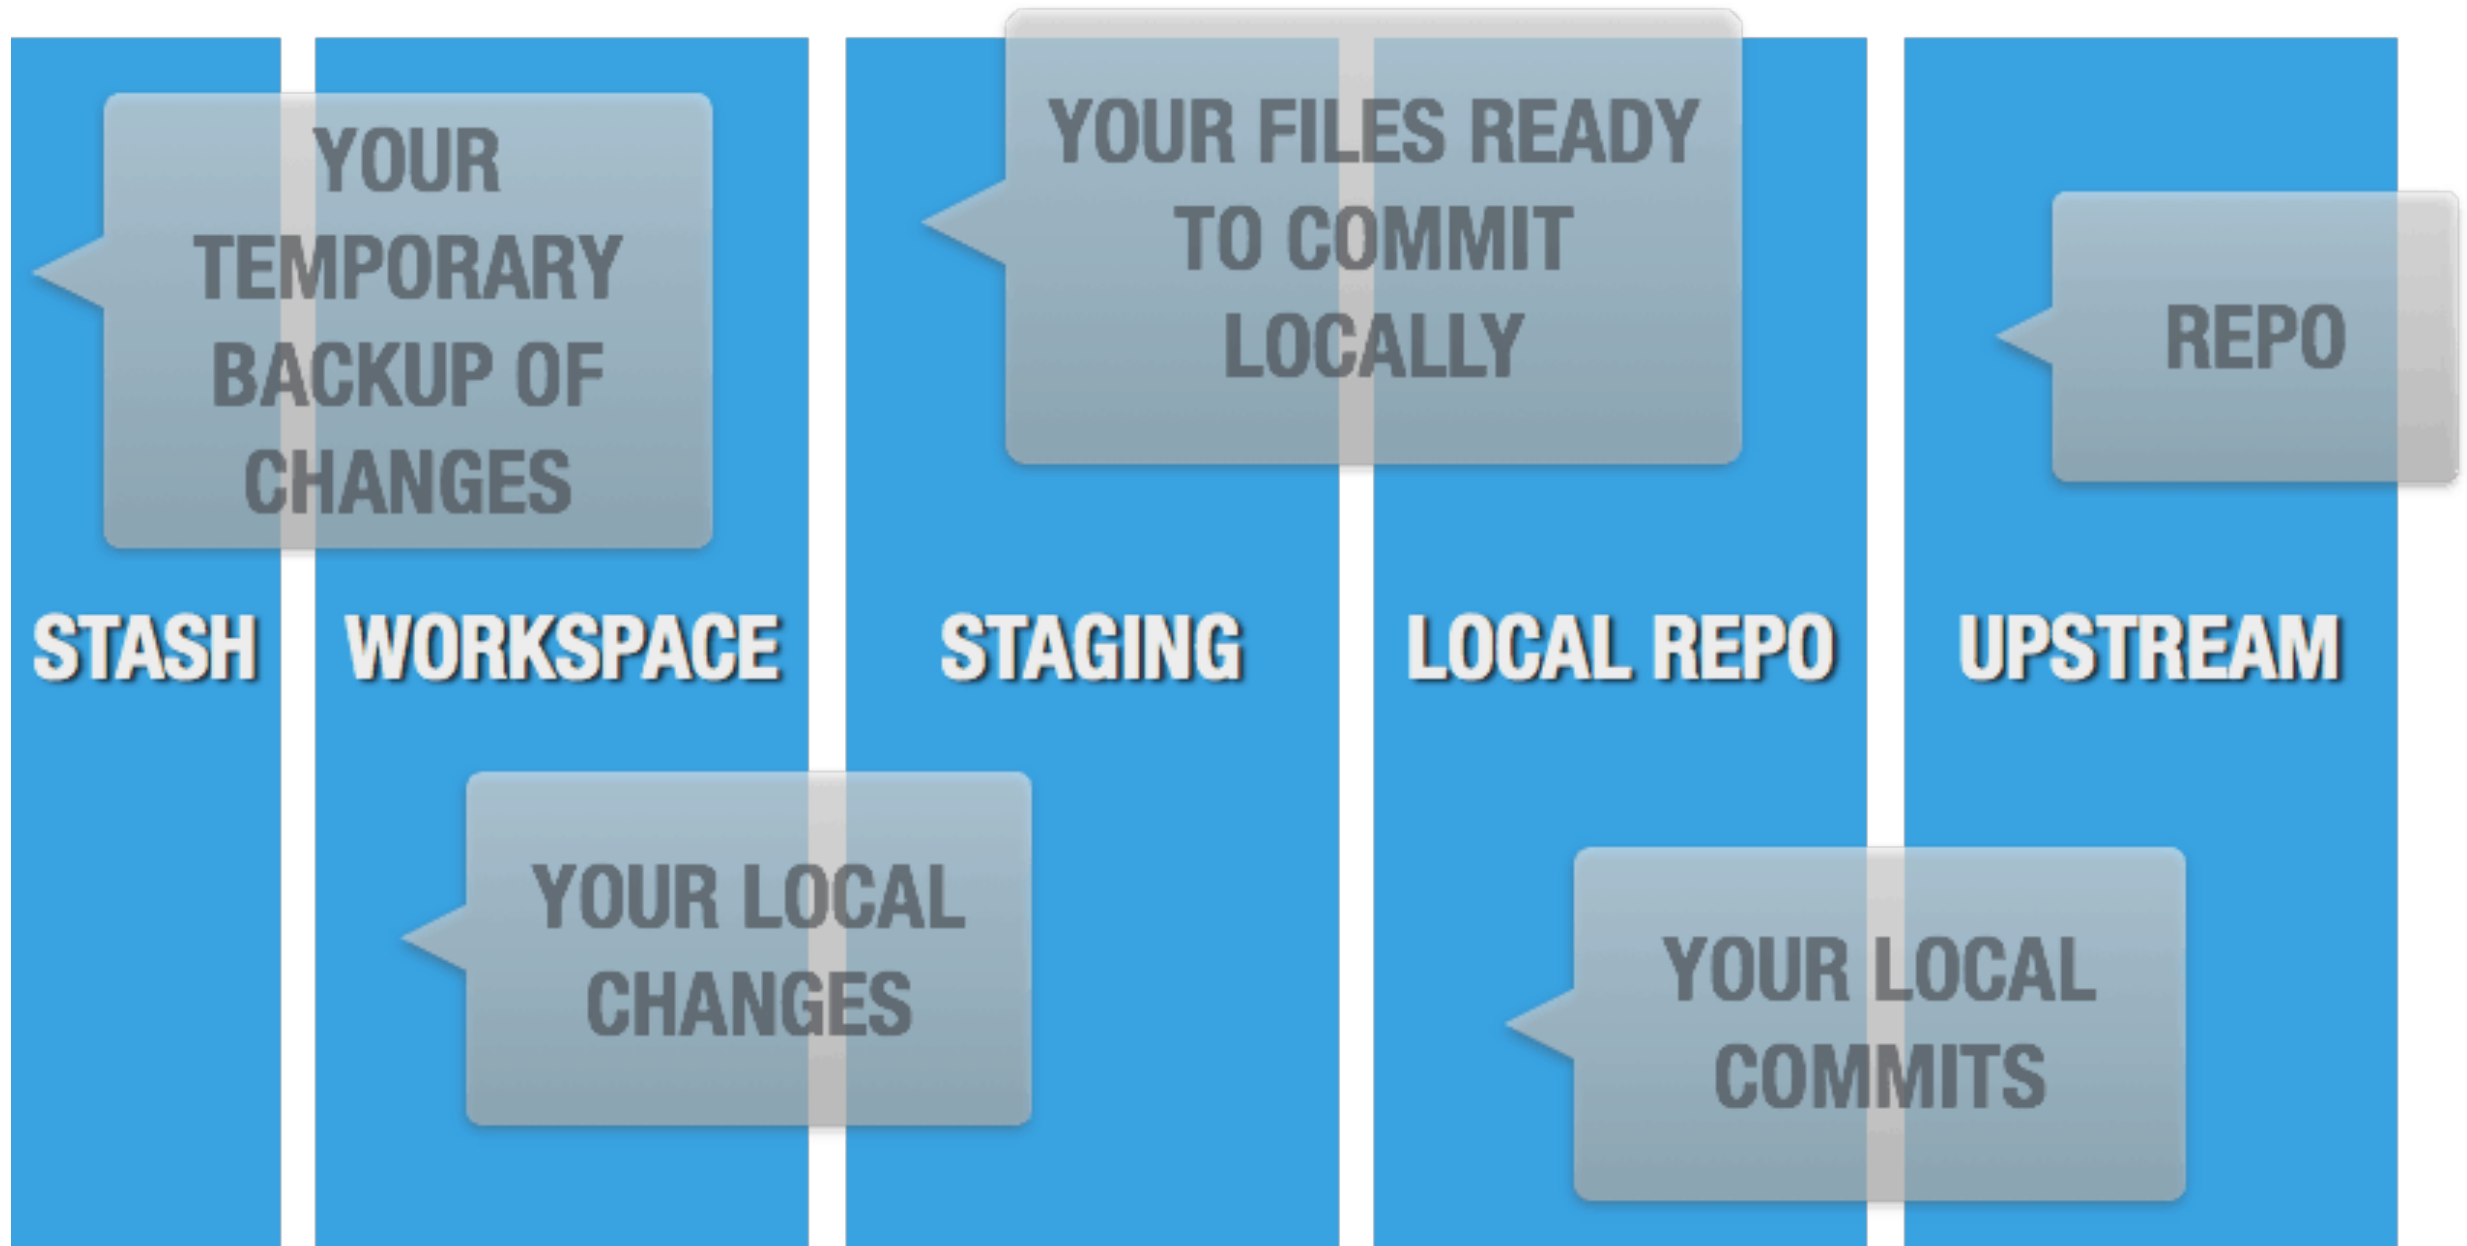 YOUR
TEMPORARY
BACKUP OF
CHANGES
YOUR FILES READY
TO COMMIT
LOCALLY
REPO
STASH
WORKSPACE
STAGING
LOCAL REPO
UPSTREAM
YOUR LOCAL
CHANGES
YOUR LOCAL
COMMITS